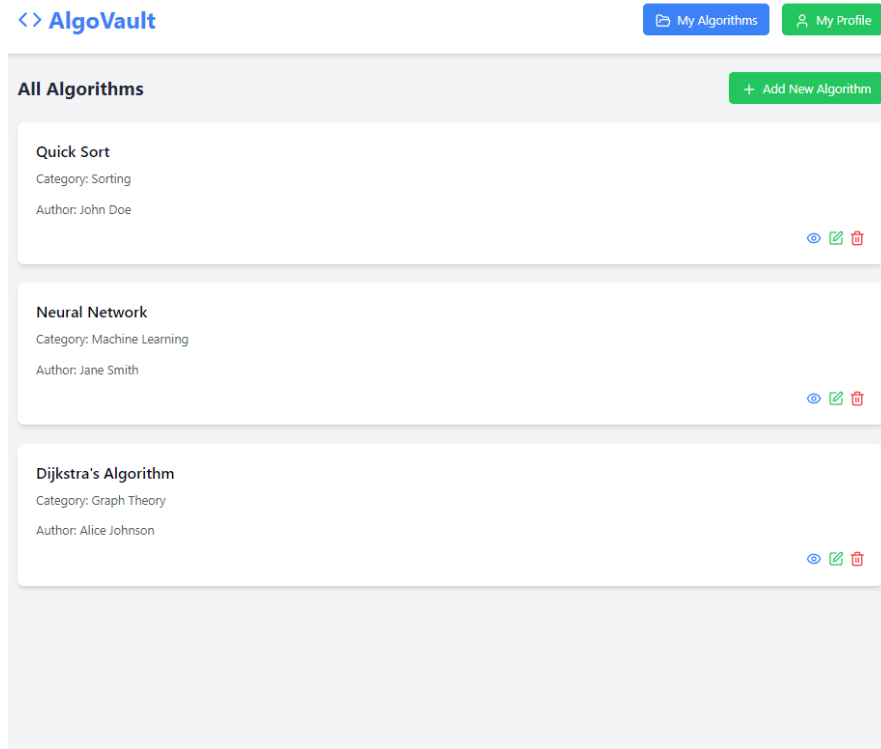 <> AlgoVault
My Algorithms
My Profile
All Algorithms
+ Add New Algorithm
Quick Sort
Category: Sorting
Author: John Doe
Neural Network
Category: Machine Learning
Author: Jane Smith
Dijkstra's Algorithm
Category: Graph Theory
Author: Alice Johnson